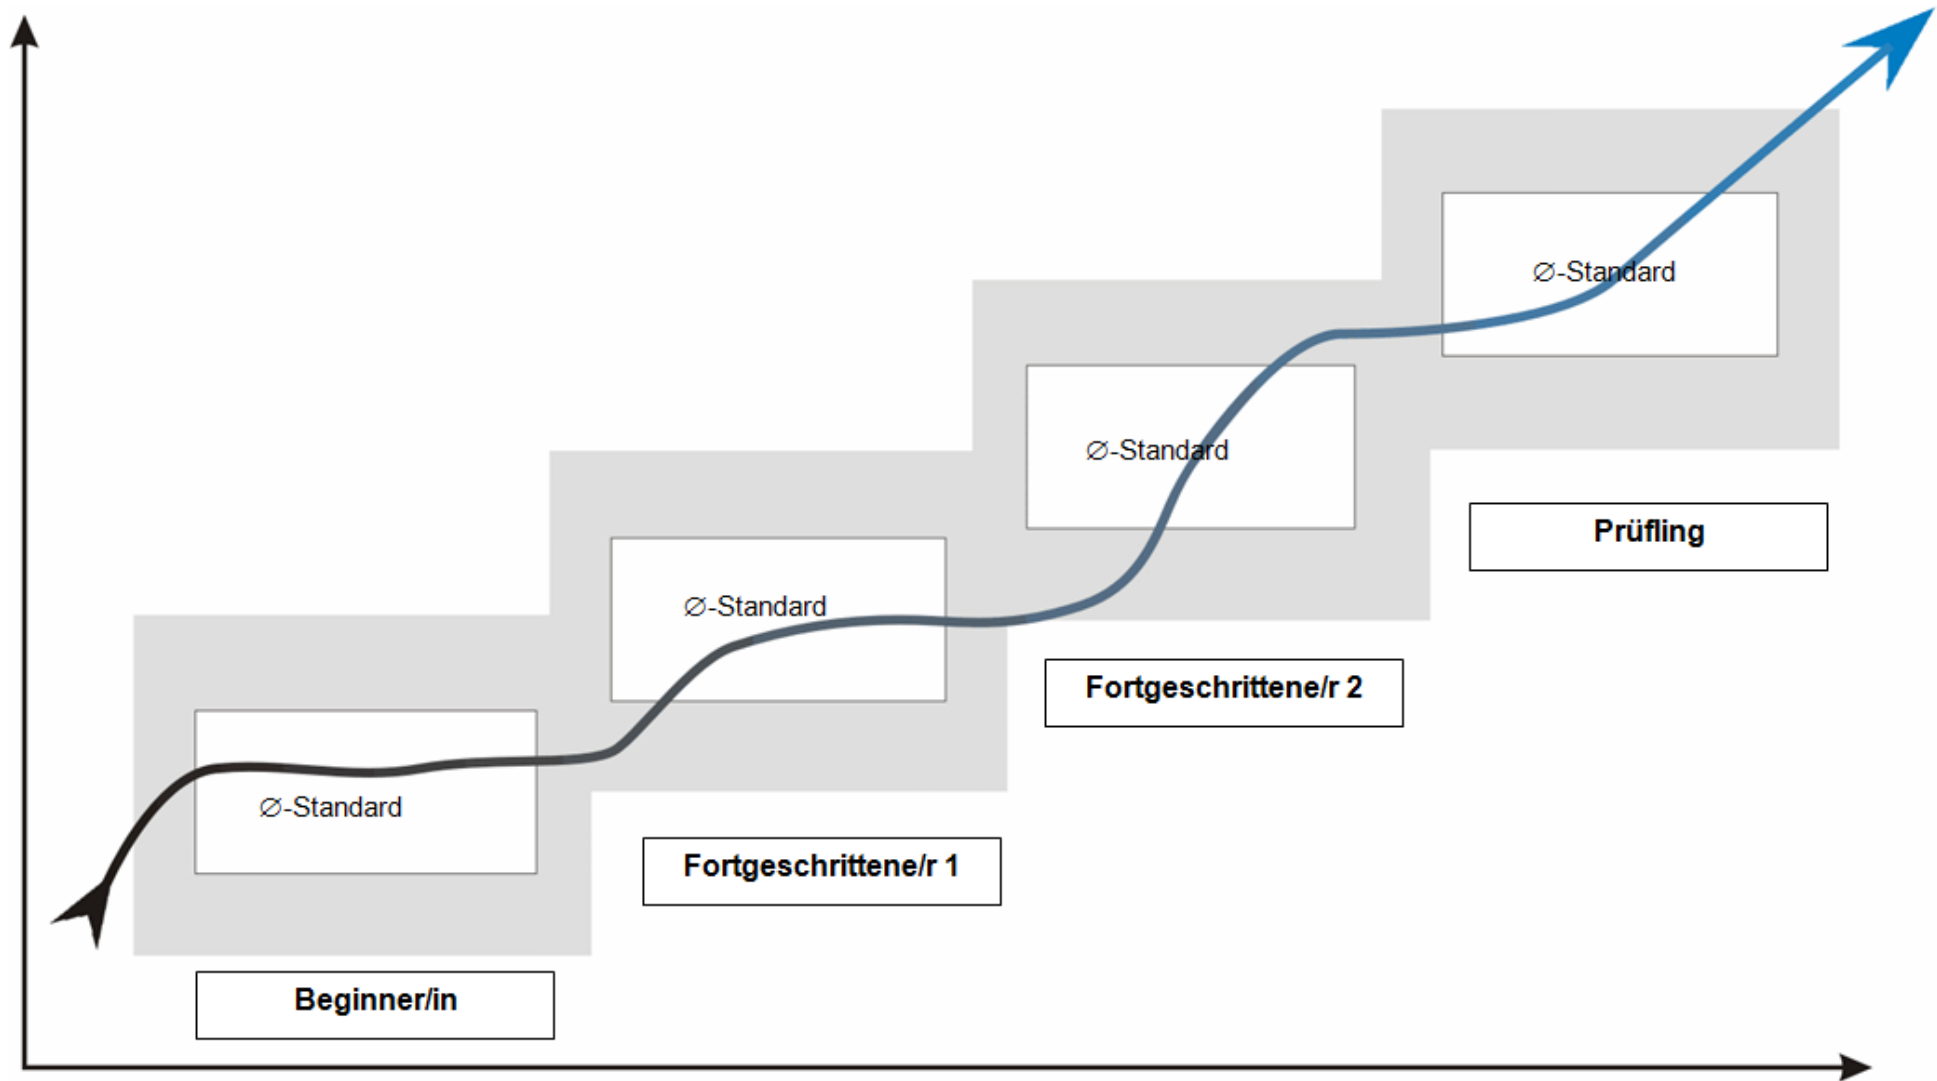 ∅-Standard
∅-Standard
Prüfling
∅-Standard
Fortgeschrittene/r 2
∅-Standard
Fortgeschrittene/r 1
Beginner/in